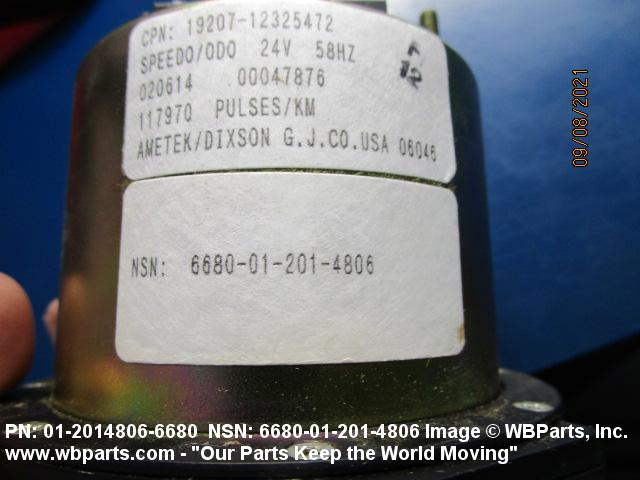 CPN: 19207-12325472
SPEEDO/ODO 24V 58HZ
020614 00047876
117970 PULSES/KM
AMETEK/DIXSON G.J.CO.USA 06046
NSN: 6680-01-201-4806
09/08/2021
PN: 01-2014806-6680 NSN: 6680-01-201-4806 Image © WBParts, Inc.
www.wbparts.com - "Our Parts Keep the World Moving"